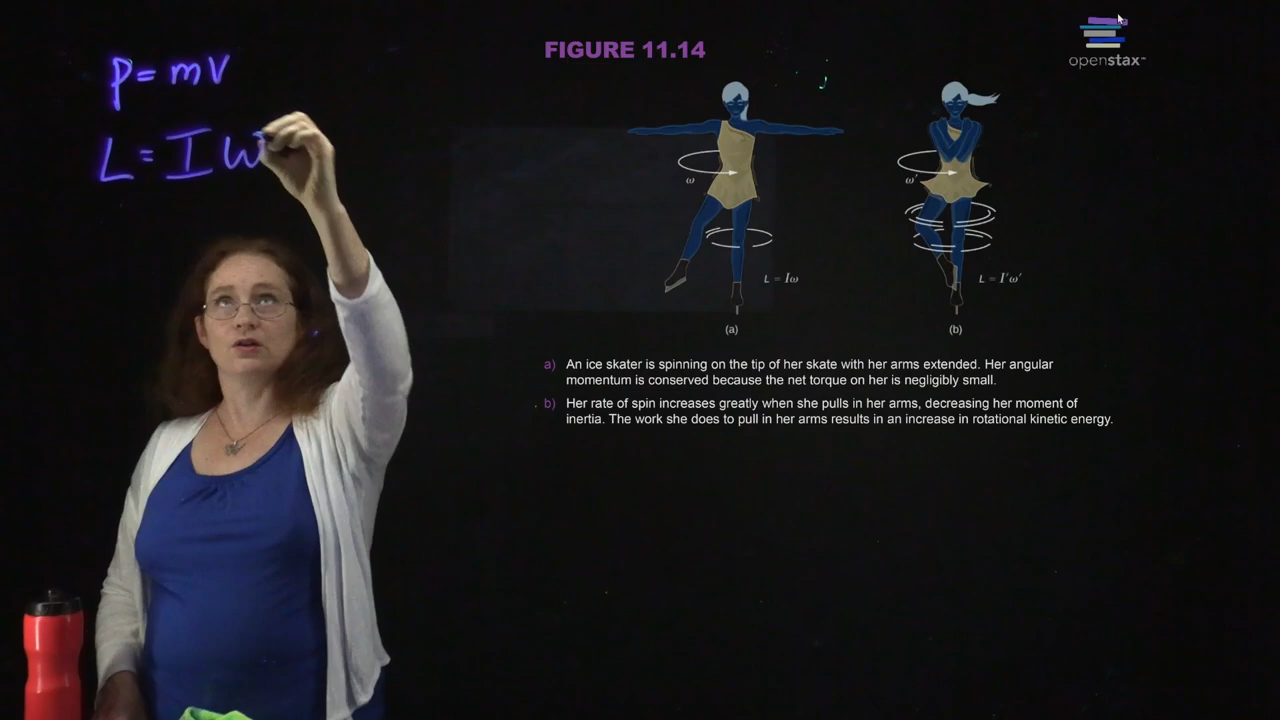 p = mv
L = I ω
FIGURE 11.14
openstax™
ω
L = Iω
(a)
ω'
L = I'ω'
(b)
a) An ice skater is spinning on the tip of her skate with her arms extended. Her angular
momentum is conserved because the net torque on her is negligibly small.
b) Her rate of spin increases greatly when she pulls in her arms, decreasing her moment of
inertia. The work she does to pull in her arms results in an increase in rotational kinetic energy.